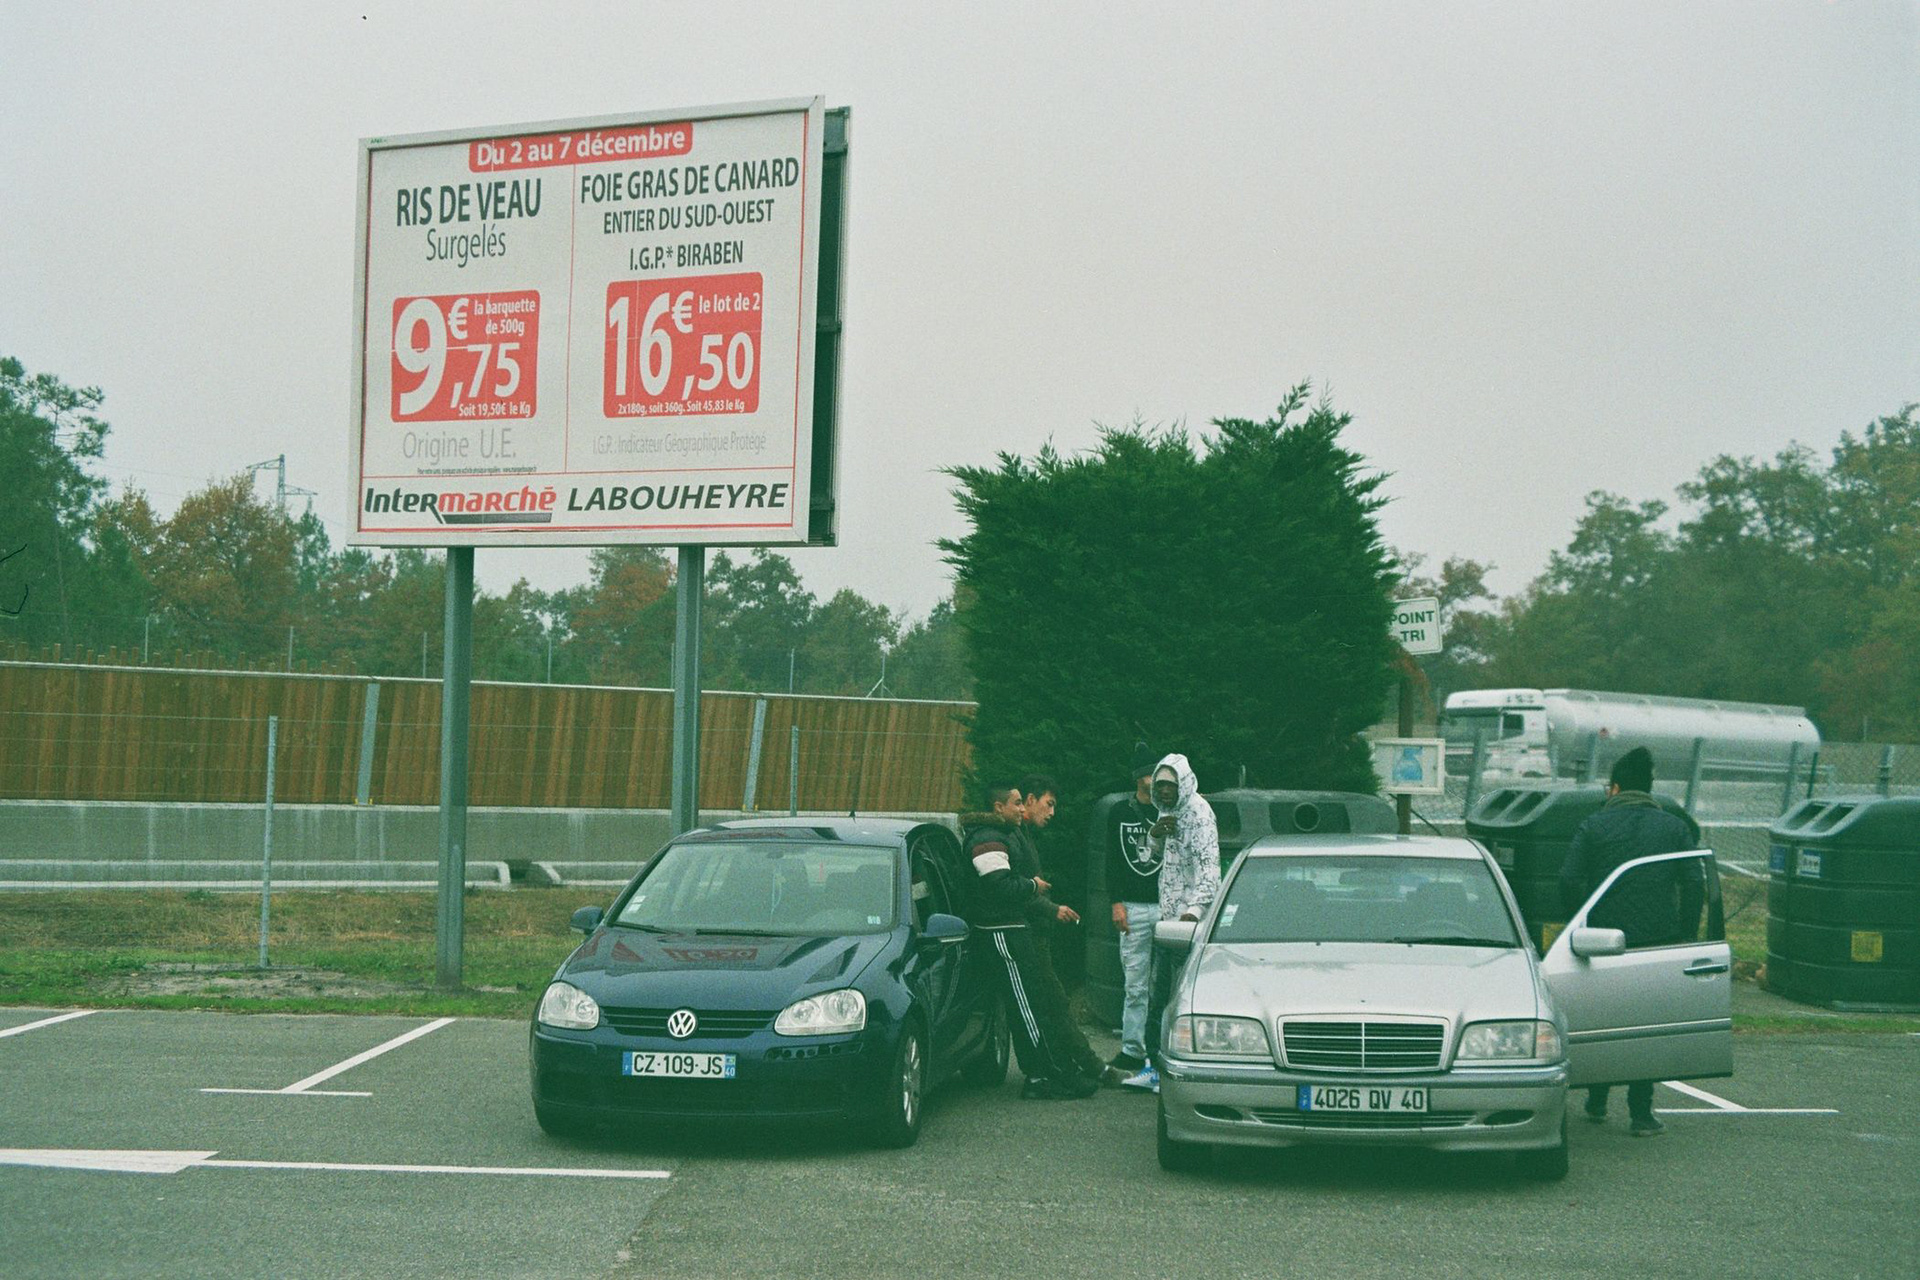 Du 2 au 7 décembre
RIS DE VEAU
Surgelés
9€,75
la barquette
de 500g
Soit 19,50€ le Kg
Origine U.E.
FOIE GRAS DE CANARD
ENTIER DU SUD-OUEST
I.G.P.* BIRABEN
16€,50
le lot de 2
2x180g, soit 360g. Soit 45,83 le Kg
I.G.P.: Indicateur Géographique Protégé
Intermarchē LABOUHEYRE
POINT
TRI
RAI
CZ-109-JS
F
40
4026 QV 40
F